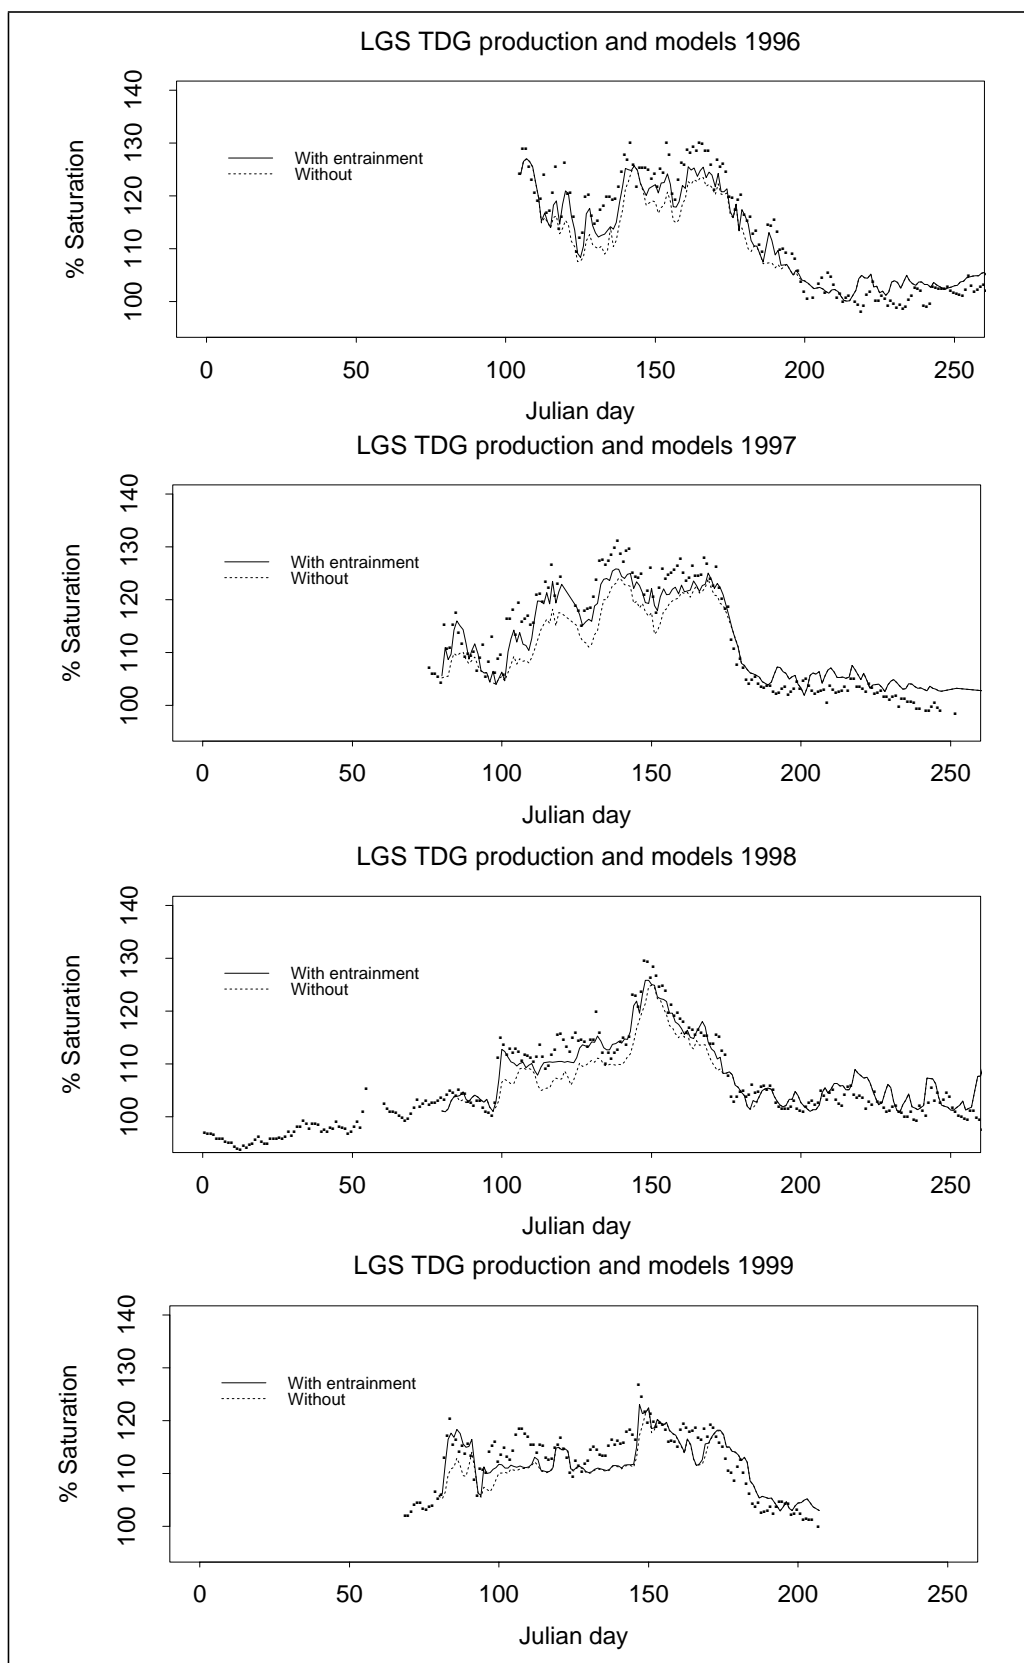 LGS TDG production and models 1996
140
130
120
110
100
% Saturation
With entrainment
Without
0 50 100 150 200 250
Julian day
LGS TDG production and models 1997
140
130
120
110
100
% Saturation
With entrainment
Without
0 50 100 150 200 250
Julian day
LGS TDG production and models 1998
140
130
120
110
100
% Saturation
With entrainment
Without
0 50 100 150 200 250
Julian day
LGS TDG production and models 1999
140
130
120
110
100
% Saturation
With entrainment
Without
0 50 100 150 200 250
Julian day